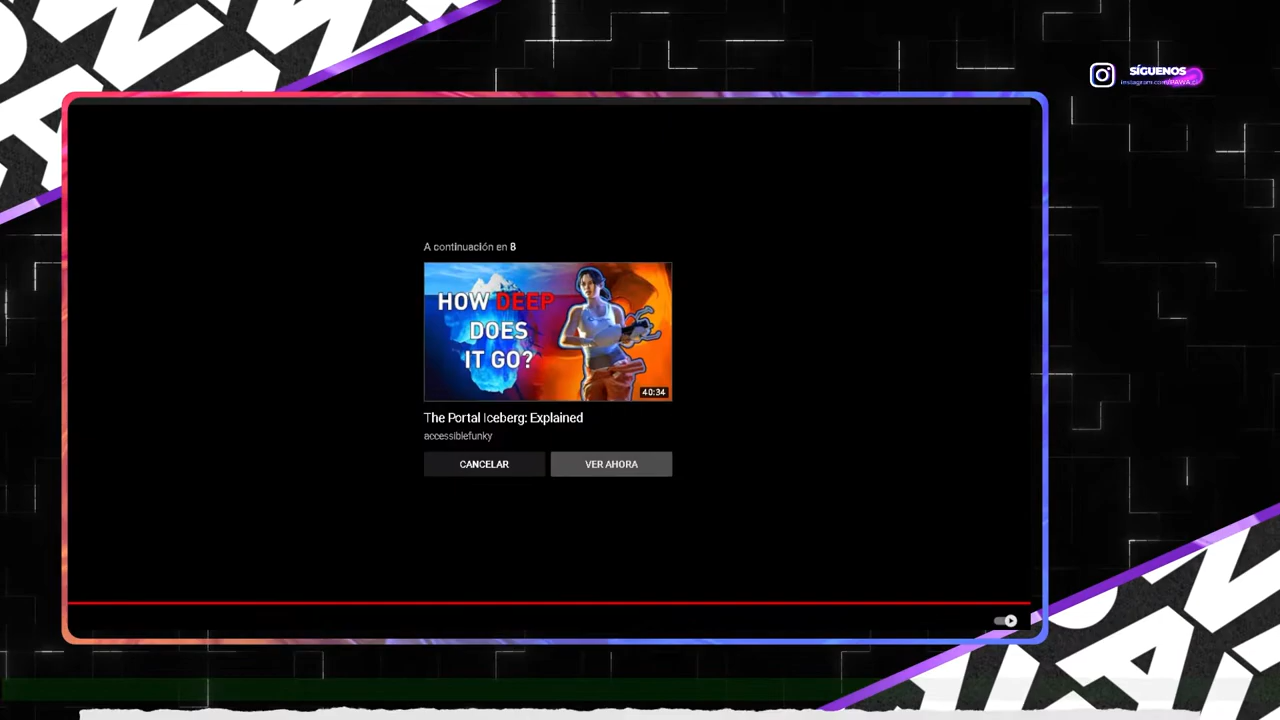 SÍGUENOS
A continuación en 8
HOW DEEP
DOES
IT GO?
40:34
The Portal Iceberg: Explained
accessiblefunky
CANCELAR
VER AHORA